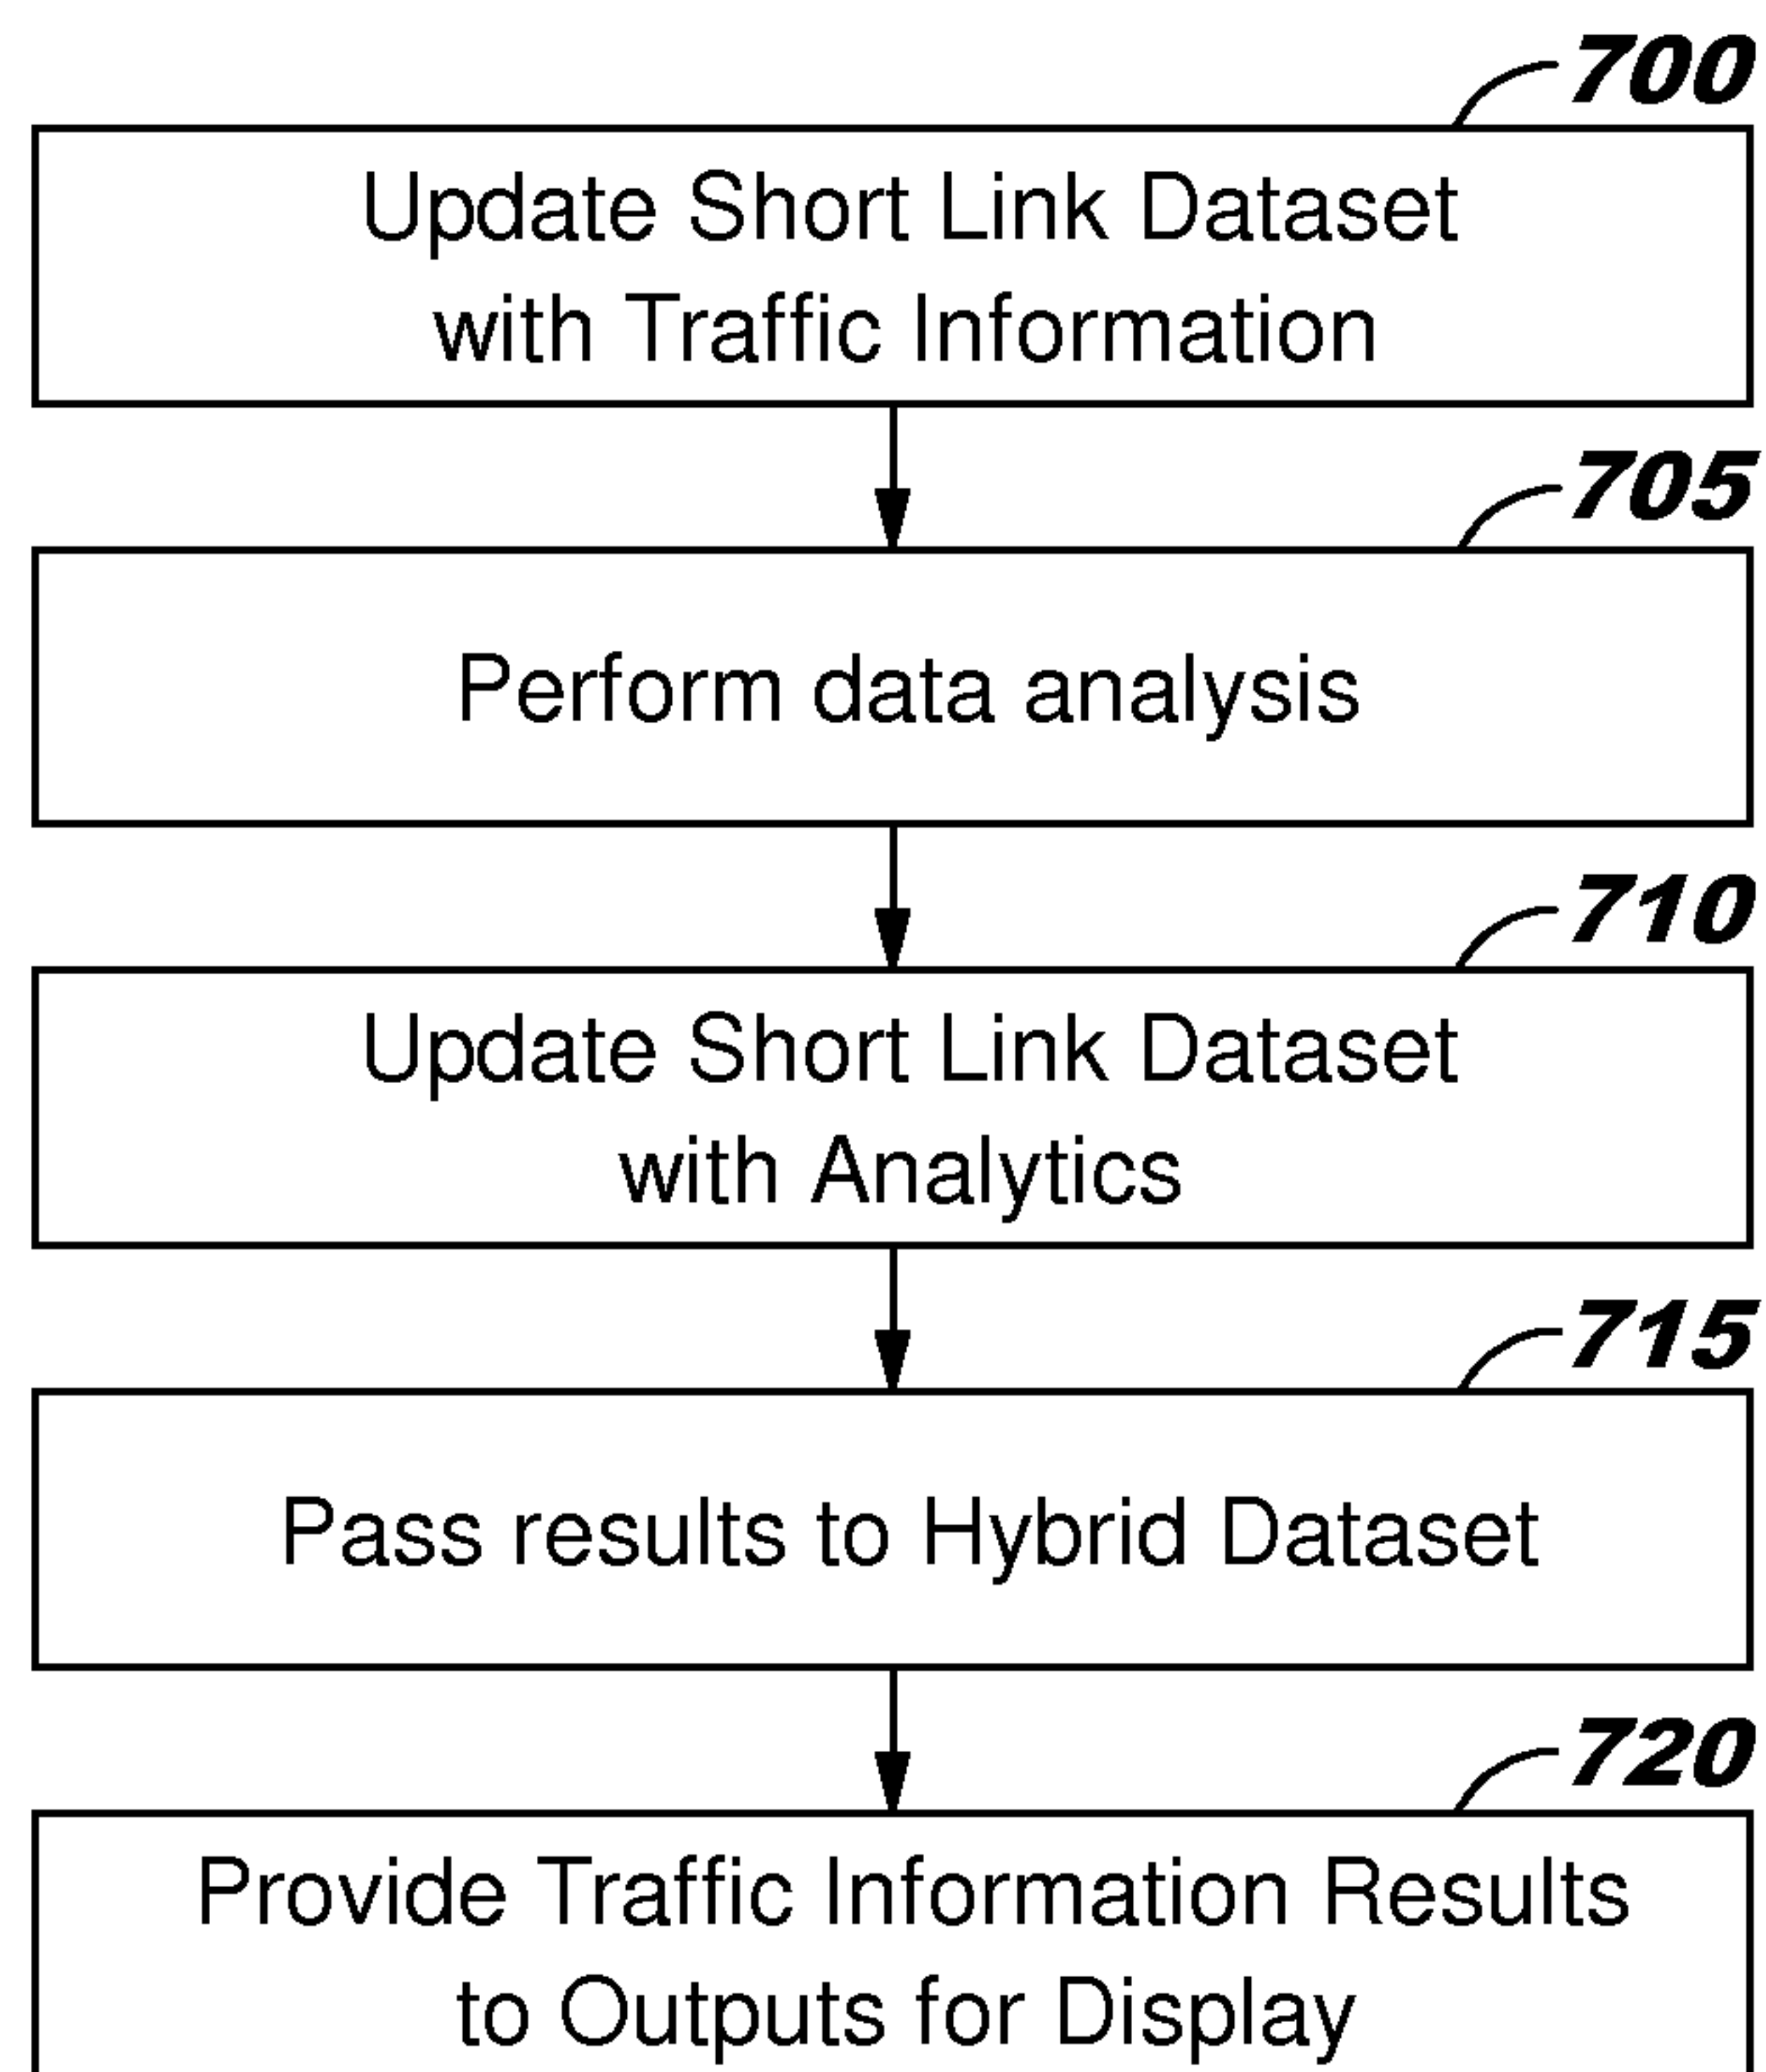 700
Update Short Link Dataset
with Traffic Information
705
Perform data analysis
710
Update Short Link Dataset
with Analytics
715
Pass results to Hybrid Dataset
720
Provide Traffic Information Results
to Outputs for Display